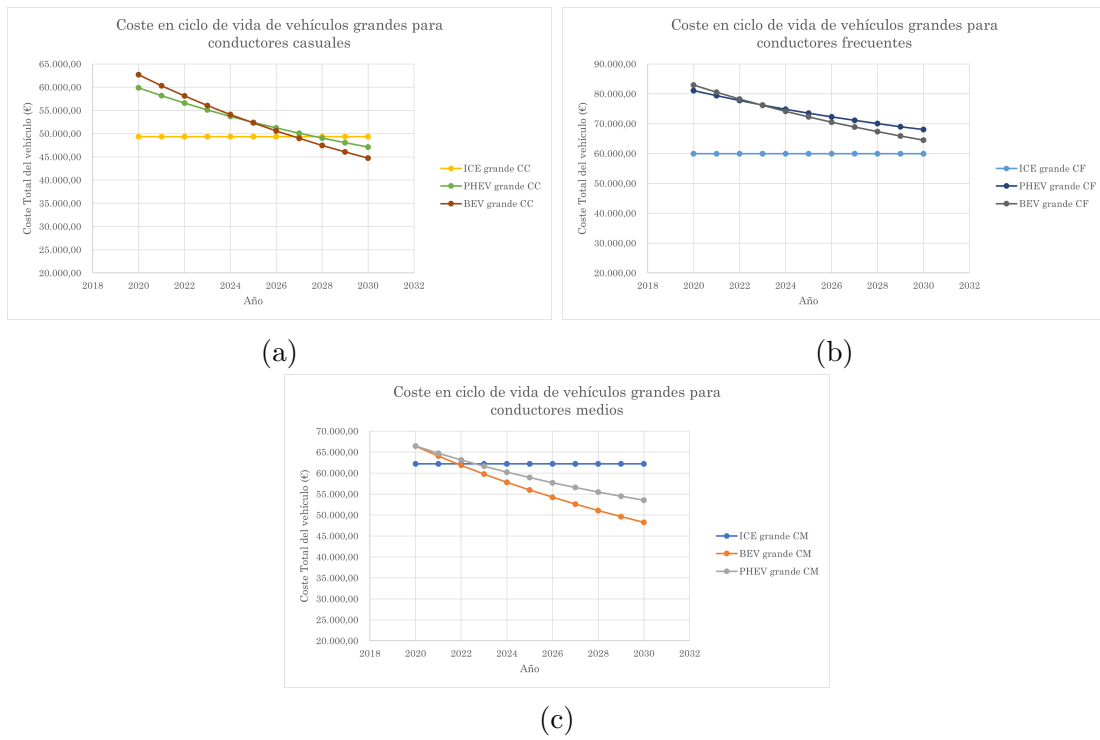 Coste en ciclo de vida de vehículos grandes para
conductores casuales
Coste Total del vehículo (€)
65.000,00
60.000,00
55.000,00
50.000,00
45.000,00
40.000,00
35.000,00
30.000,00
25.000,00
20.000,00
2018 2020 2022 2024 2026 2028 2030 2032
Año
ICE grande CC
PHEV grande CC
BEV grande CC
(a)
Coste en ciclo de vida de vehículos grandes para
conductores frecuentes
Coste Total del vehículo (€)
90.000,00
80.000,00
70.000,00
60.000,00
50.000,00
40.000,00
30.000,00
20.000,00
2018 2020 2022 2024 2026 2028 2030 2032
Año
ICE grande CF
PHEV grande CF
BEV grande CF
(b)
Coste en ciclo de vida de vehículos grandes para
conductores medios
Coste Total del vehículo (€)
70.000,00
65.000,00
60.000,00
55.000,00
50.000,00
45.000,00
40.000,00
35.000,00
30.000,00
25.000,00
20.000,00
2018 2020 2022 2024 2026 2028 2030 2032
Año
ICE grande CM
BEV grande CM
PHEV grande CM
(c)